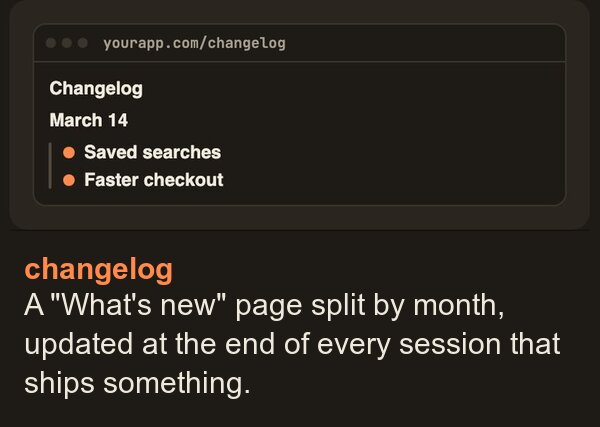 yourapp.com/changelog
Changelog
March 14
Saved searches
Faster checkout
changelog
A "What's new" page split by month,
updated at the end of every session that
ships something.